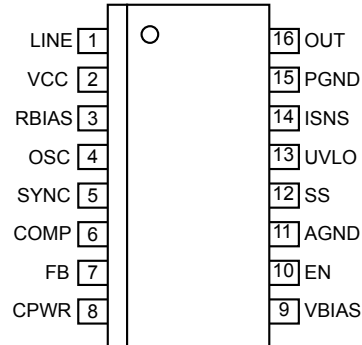 LINE 1 16 OUT
VCC 2 15 PGND
RBIAS 3 14 ISNS
OSC 4 13 UVLO
SYNC 5 12 SS
COMP 6 11 AGND
FB 7 10 EN
CPWR 8 9 VBIAS